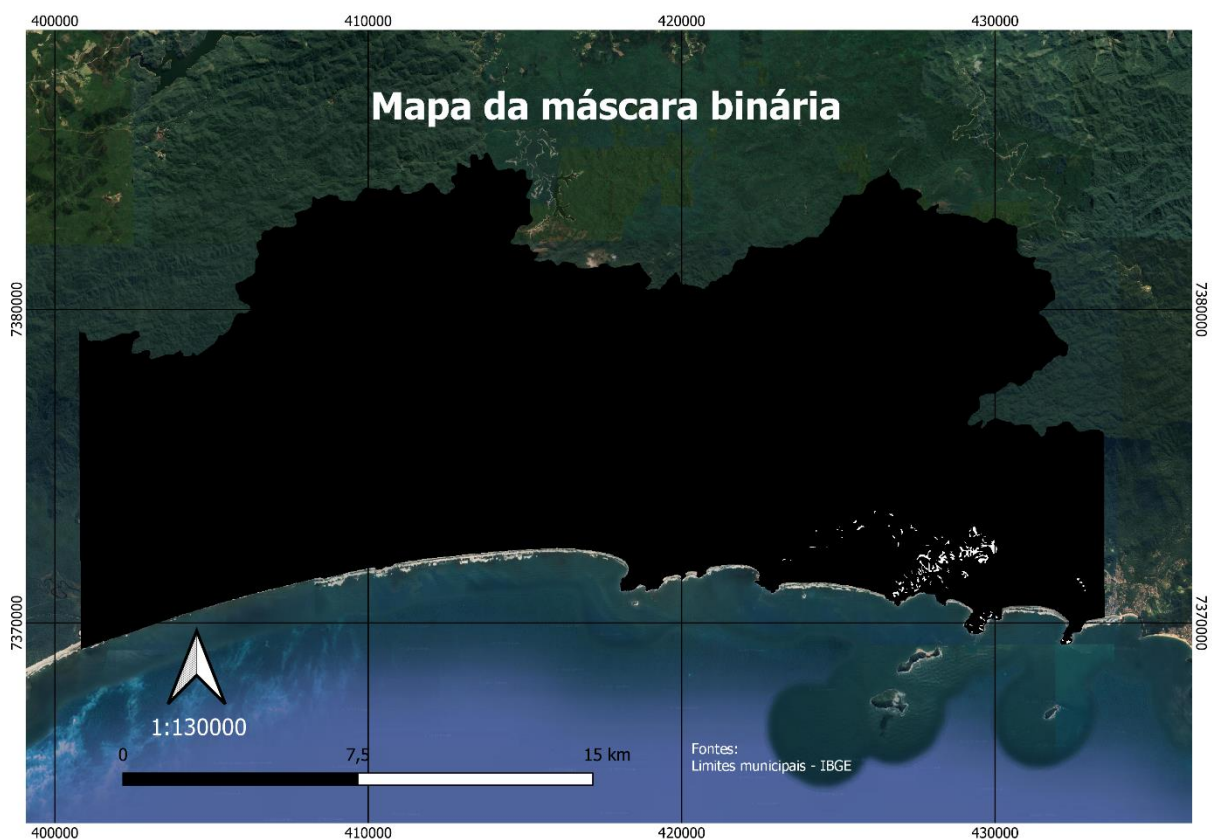 400000 410000 420000 430000
Mapa da máscara binária
7380000 7380000
7370000 7370000
1:130000
0 7,5 15 km
Fontes:
Limites municipais - IBGE
400000 410000 420000 430000